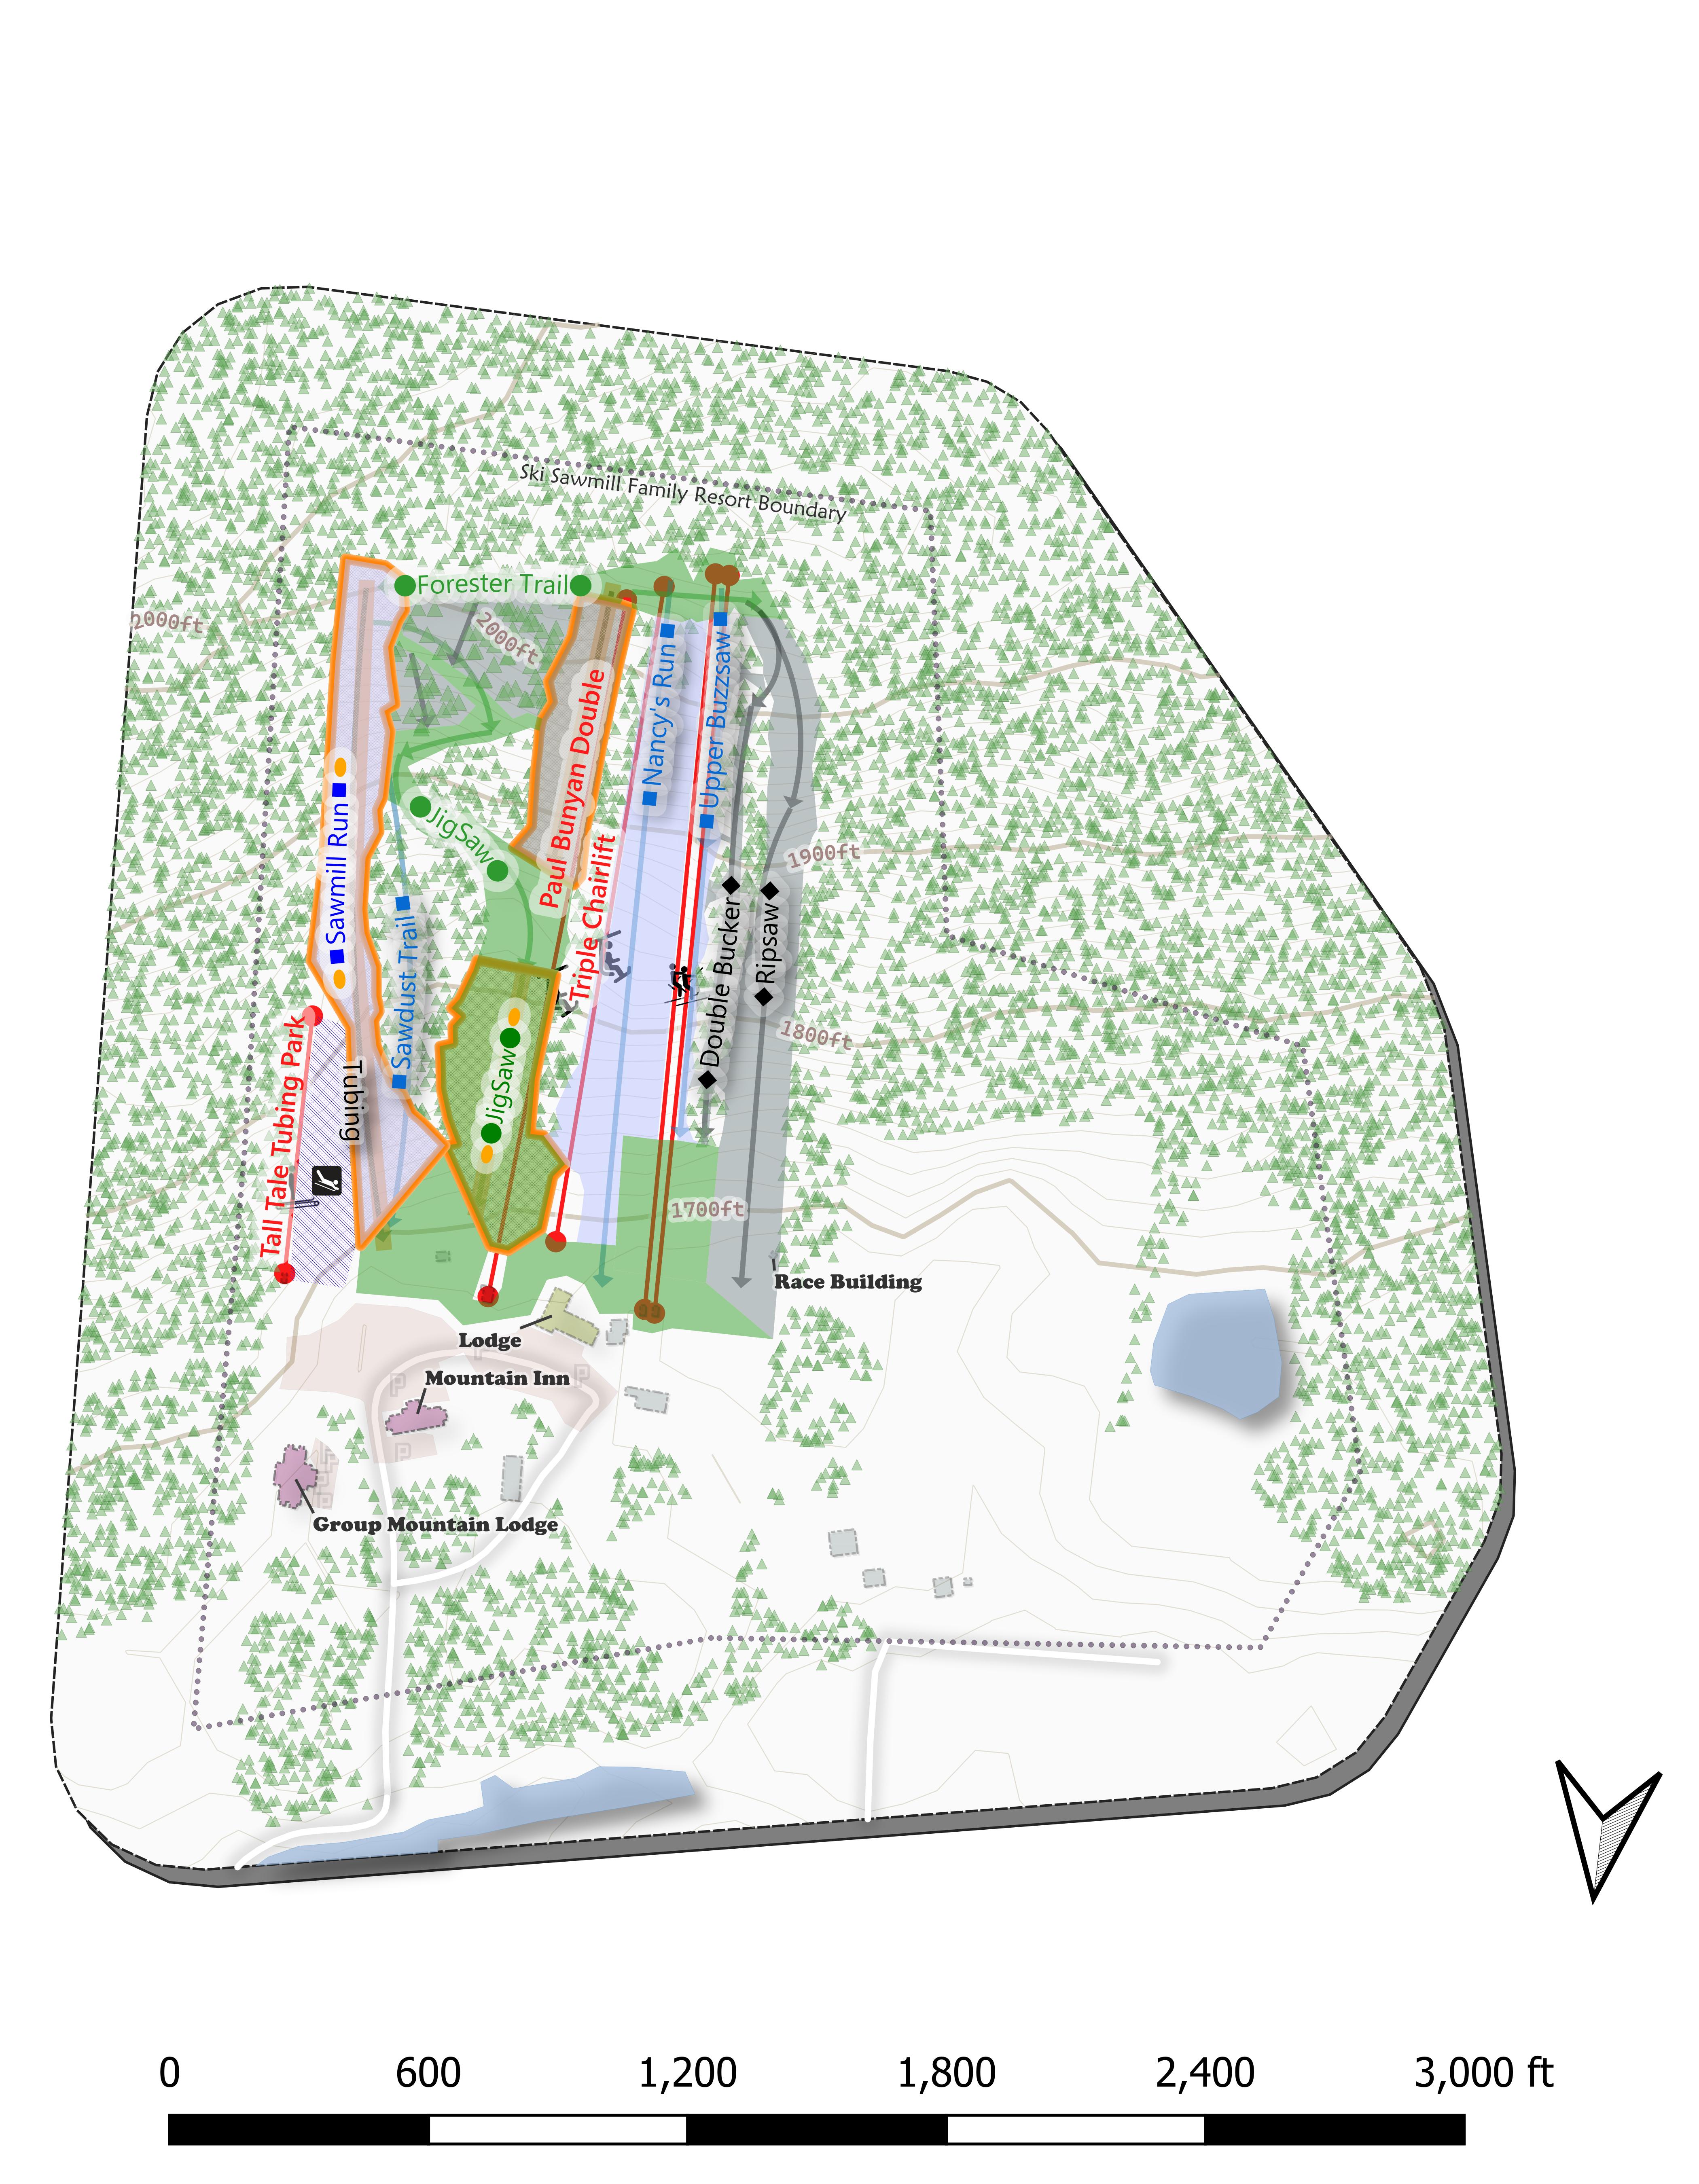 Ski Sawmill Family Resort Boundary
Forester Trail
2000ft
2000ft
Nancy's Run
Upper Buzzsaw
Paul Bunyan Double
Sawmill Run
JigSaw
Triple Chairlift
1900ft
Double Bucker
Ripsaw
Sawdust Trail
1800ft
Tall Tale Tubing Park
Tubing
JigSaw
1700ft
Race Building
Lodge
Mountain Inn
Group Mountain Lodge
0 600 1,200 1,800 2,400 3,000 ft